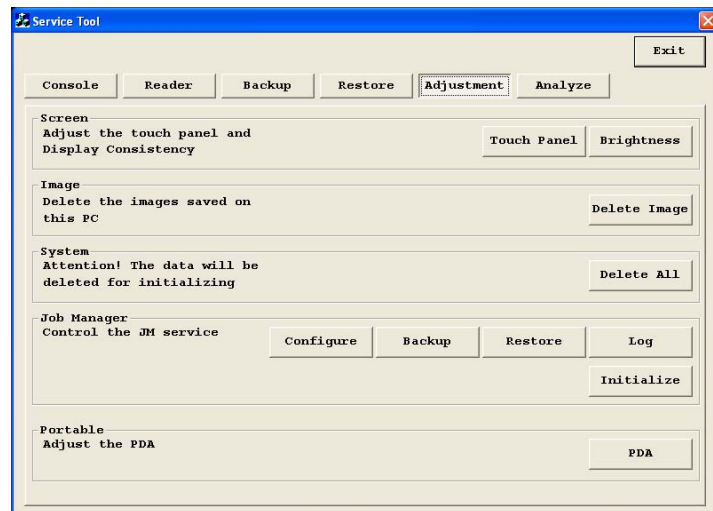 Service Tool
Exit
Console Reader Backup Restore Adjustment Analyze
Screen
Adjust the touch panel and
Display Consistency
Touch Panel Brightness
Image
Delete the images saved on
this PC
Delete Image
System
Attention! The data will be
deleted for initializing
Delete All
Job Manager
Control the JM service
Configure Backup Restore Log
Initialize
Portable
Adjust the PDA
PDA